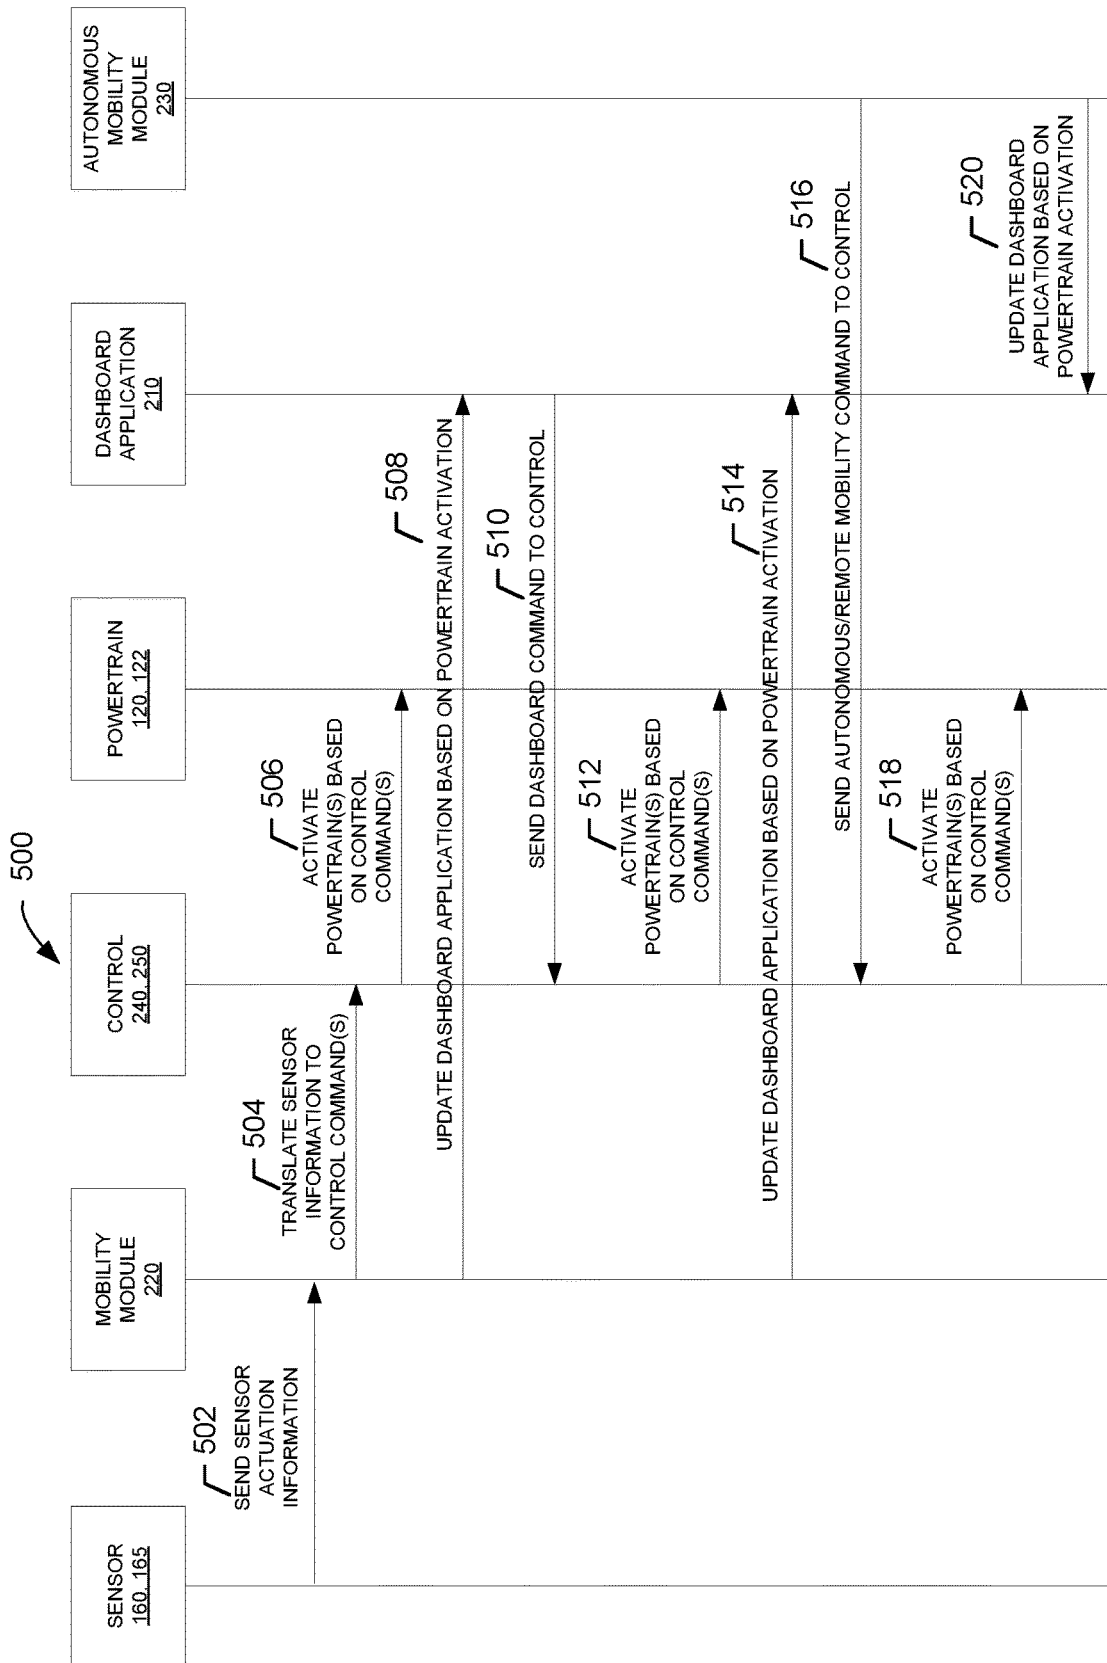 500
SENSOR
160, 165
MOBILITY
MODULE
220
CONTROL
240, 250
POWERTRAIN
120, 122
DASHBOARD
APPLICATION
210
AUTONOMOUS
MOBILITY
MODULE
230
502
SEND SENSOR
ACTUATION
INFORMATION
504
TRANSLATE SENSOR
INFORMATION TO
CONTROL COMMAND(S)
506
ACTIVATE
POWERTRAIN(S) BASED
ON CONTROL
COMMAND(S)
508
UPDATE DASHBOARD APPLICATION BASED ON POWERTRAIN ACTIVATION
510
SEND DASHBOARD COMMAND TO CONTROL
512
ACTIVATE
POWERTRAIN(S) BASED
ON CONTROL
COMMAND(S)
514
UPDATE DASHBOARD APPLICATION BASED ON POWERTRAIN ACTIVATION
516
SEND AUTONOMOUS/REMOTE MOBILITY COMMAND TO CONTROL
518
ACTIVATE
POWERTRAIN(S) BASED
ON CONTROL
COMMAND(S)
520
UPDATE DASHBOARD
APPLICATION BASED ON
POWERTRAIN ACTIVATION